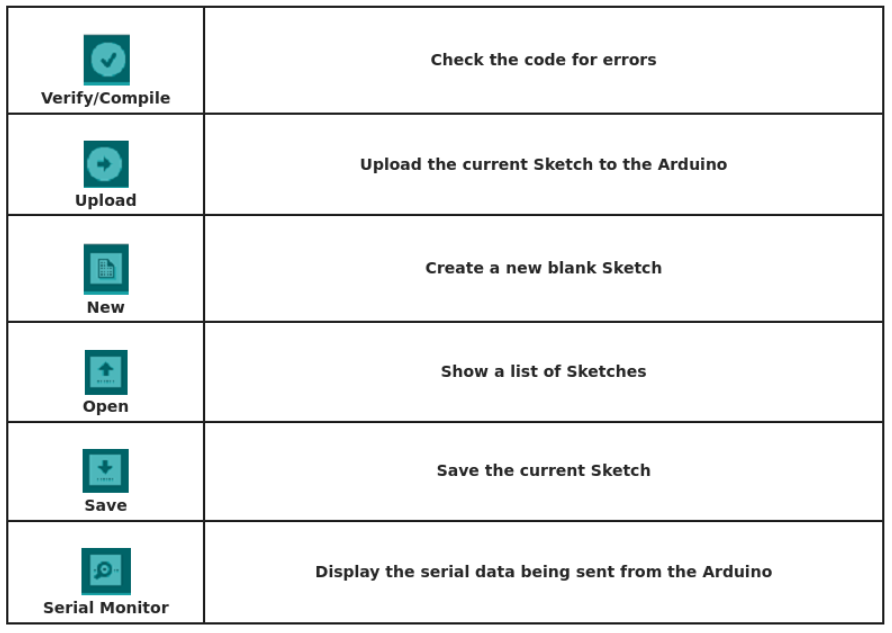 Check the code for errors
Verify/Compile
Upload the current Sketch to the Arduino
Upload
Create a new blank Sketch
New
Show a list of Sketches
Open
Save the current Sketch
Save
Display the serial data being sent from the Arduino
Serial Monitor